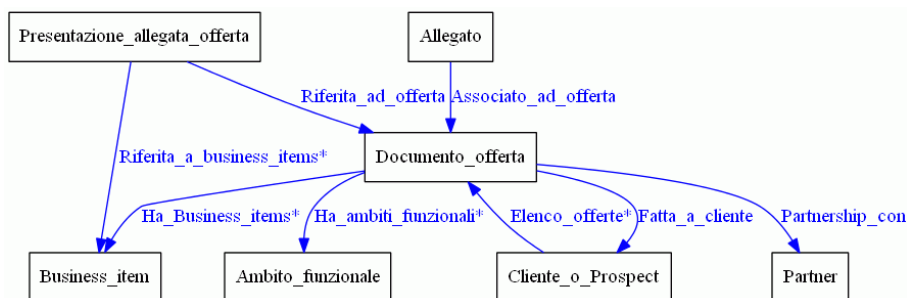 Presentazione_allegata_offerta
Allegato
Riferita_ad_offerta
Associato_ad_offerta
Riferita_a_business_items*
Documento_offerta
Ha_Business_items*
Ha_ambiti_funzionali*
Elenco_offerte*
Fatta_a_cliente
Partnership_con
Business_item
Ambito_funzionale
Cliente_o_Prospect
Partner